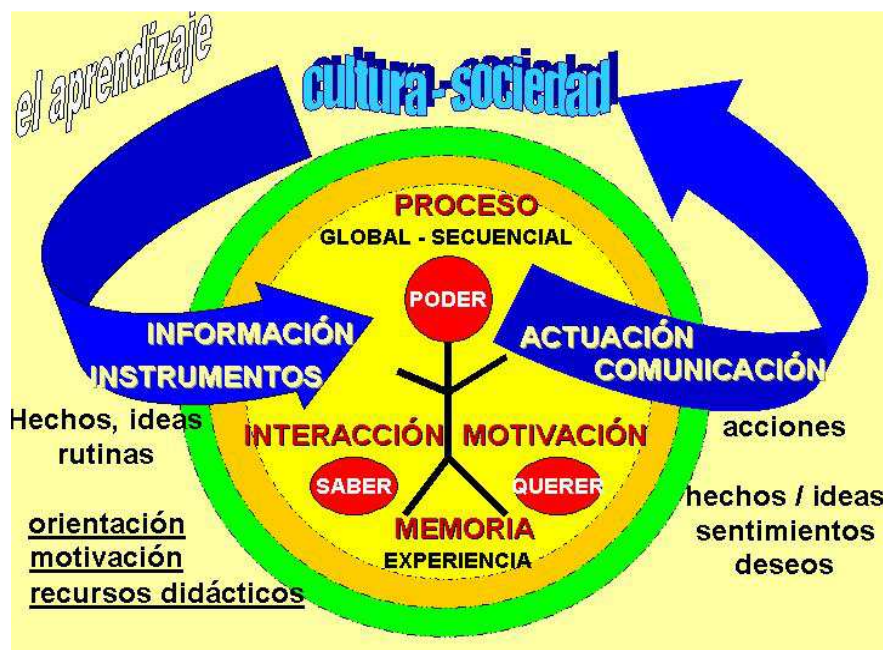 el aprendizaje
cultura - sociedad
PROCESO
GLOBAL - SECUENCIAL
PODER
INFORMACIÓN
INSTRUMENTOS
ACTUACIÓN
COMUNICACIÓN
Hechos, ideas
rutinas
INTERACCIÓN
MOTIVACIÓN
acciones
SABER
QUERER
MEMORIA
EXPERIENCIA
orientación
motivación
recursos didácticos
hechos / ideas
sentimientos
deseos